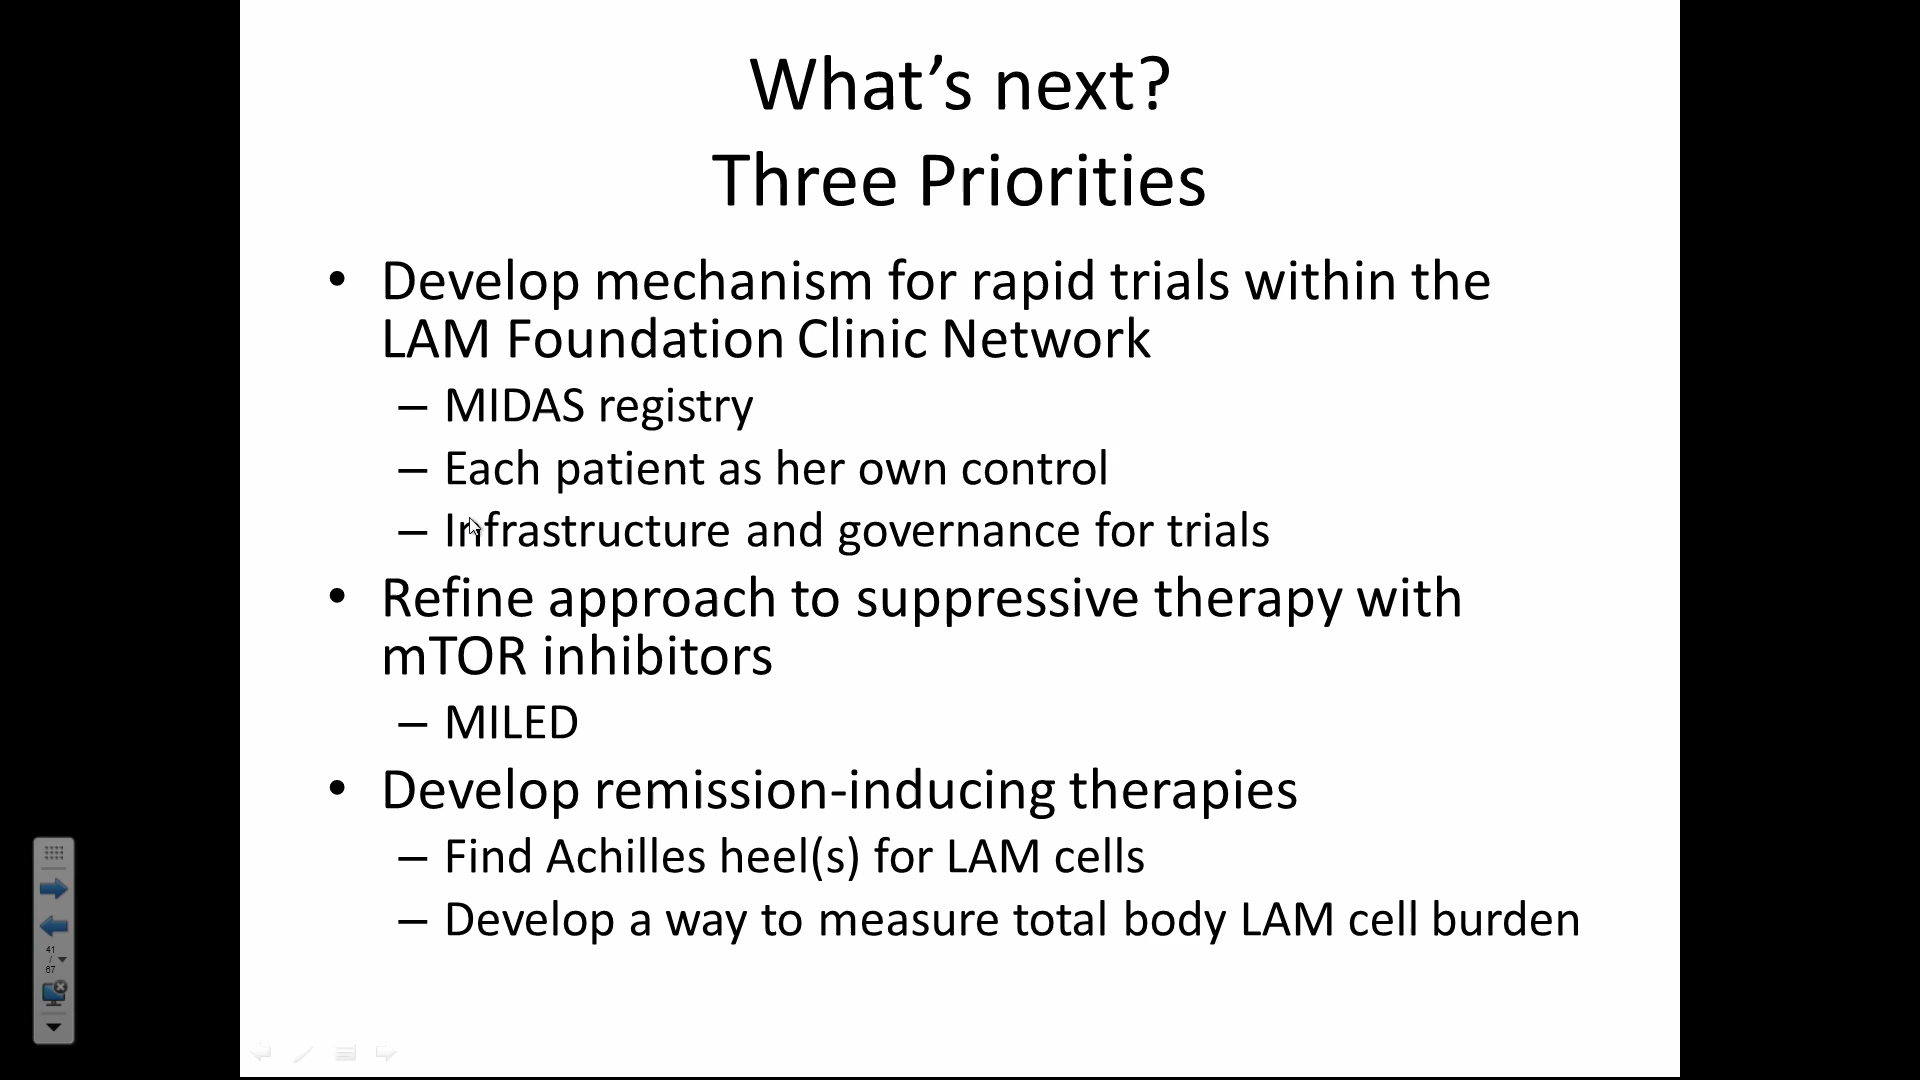 What’s next?
Three Priorities
• Develop mechanism for rapid trials within the
LAM Foundation Clinic Network
– MIDAS registry
– Each patient as her own control
– Infrastructure and governance for trials
• Refine approach to suppressive therapy with
mTOR inhibitors
– MILED
• Develop remission-inducing therapies
– Find Achilles heel(s) for LAM cells
– Develop a way to measure total body LAM cell burden
41
/
67